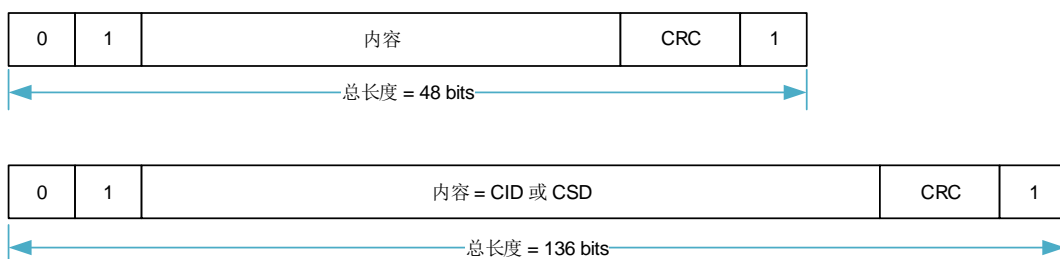 0 1 内容 CRC 1
总长度 = 48 bits
0 1 内容 = CID 或 CSD CRC 1
总长度 = 136 bits